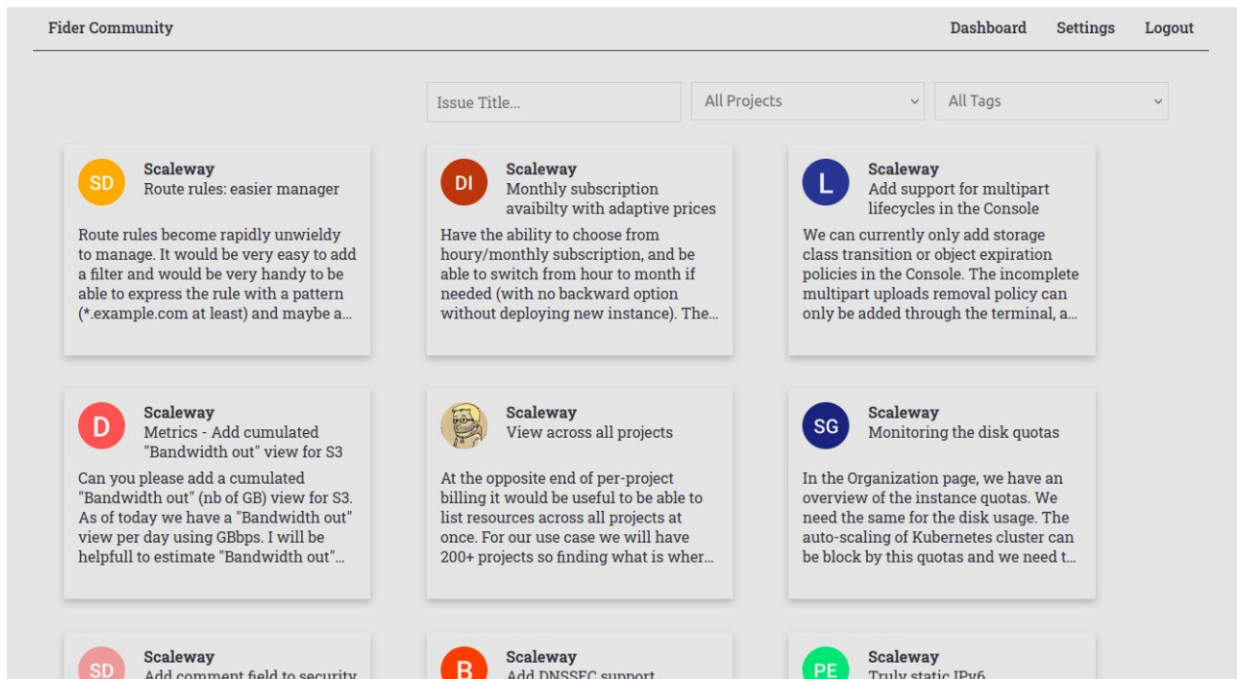 Fider Community
Dashboard Settings Logout
Issue Title...
All Projects
All Tags
SD
Scaleway
Route rules: easier manager
Route rules become rapidly unwieldy
to manage. It would be very easy to add
a filter and would be very handy to be
able to express the rule with a pattern
(*.example.com at least) and maybe a...
DI
Scaleway
Monthly subscription
avaibilty with adaptive prices
Have the ability to choose from
houry/monthly subscription, and be
able to switch from hour to month if
needed (with no backward option
without deploying new instance). The...
L
Scaleway
Add support for multipart
lifecycles in the Console
We can currently only add storage
class transition or object expiration
policies in the Console. The incomplete
multipart uploads removal policy can
only be added through the terminal, a...
D
Scaleway
Metrics - Add cumulated
"Bandwidth out" view for S3
Can you please add a cumulated
"Bandwidth out" (nb of GB) view for S3.
As of today we have a "Bandwidth out"
view per day using GBbps. I will be
helpfull to estimate "Bandwidth out"...
Scaleway
View across all projects
At the opposite end of per-project
billing it would be useful to be able to
list resources across all projects at
once. For our use case we will have
200+ projects so finding what is wher...
SG
Scaleway
Monitoring the disk quotas
In the Organization page, we have an
overview of the instance quotas. We
need the same for the disk usage. The
auto-scaling of Kubernetes cluster can
be block by this quotas and we need t...
SD
Scaleway
Add comment field to security
B
Scaleway
Add DNSSEC support
PE
Scaleway
Truly static IPv6